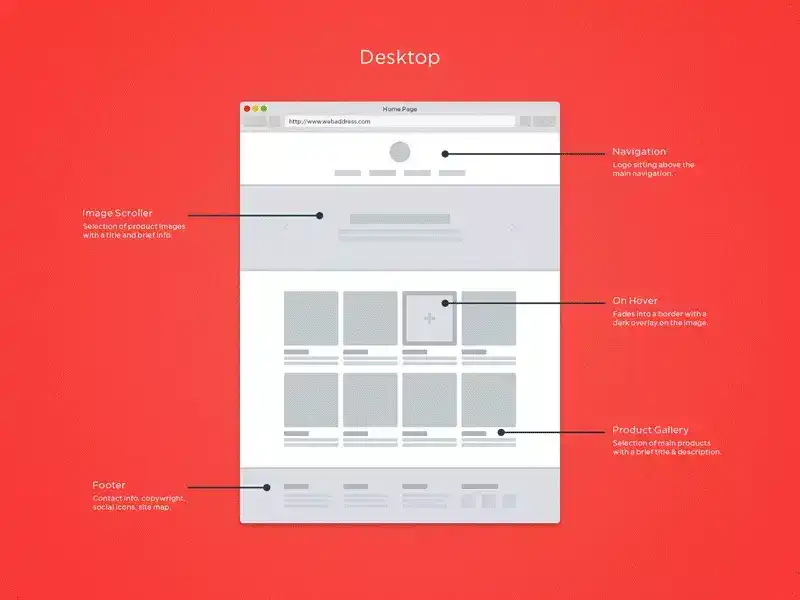 Desktop
Home Page
http://www.webaddress.com
Navigation
Logo sitting above the
main navigation.
Image Scroller
Selection of product images
with a title and brief info.
On Hover
Fades into a border with a
dark overlay on the image.
Product Gallery
Selection of main products
with a brief title & description.
Footer
Contact info, copywright,
social icons, site map.